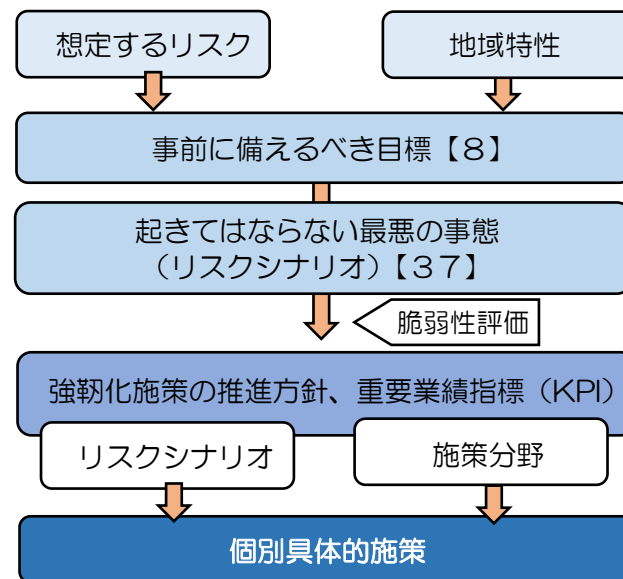 想定するリスク
地域特性
事前に備えるべき目標【8】
起きてはならない最悪の事態
（リスクシナリオ）【37】
脆弱性評価
強靭化施策の推進方針、重要業績指標（KPI）
リスクシナリオ
施策分野
個別具体的施策